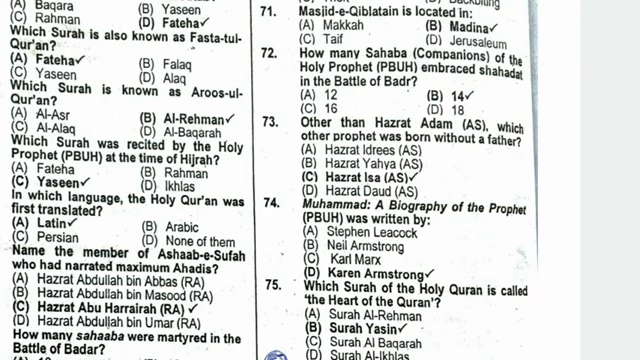 (A) Baqara (B) Yaseen
(C) Rahman (D) Fateha✓
Which Surah is also known as Fasta-tul-
Qur'an?
(A) Fateha✓ (B) Falaq
(C) Yaseen (D) Alaq
Which Surah is known as Aroos-ul-
Qur'an?
(A) Al-Asr (B) Al-Rehman✓
(C) Al-Alaq (D) Al-Baqarah
Which Surah was recited by the Holy
Prophet (PBUH) at the time of Hijrah?
(A) Fateha (B) Rahman
(C) Yaseen✓ (D) Ikhlas
In which language, the Holy Qur'an was
first translated?
(A) Latin✓ (B) Arabic
(C) Persian (D) None of them
Name the member of Ashaab-e-Sufah
who had narrated maximum Ahadis?
(A) Hazrat Abdullah bin Abbas (RA)
(B) Hazrat Abdullah bin Masood (RA)
(C) Hazrat Abu Harrairah (RA) ✓
(D) Hazrat Abdullah bin Umar (RA)
How many sahaaba were martyred in the
Battle of Badar?
71. Masjid-e-Qiblatain is located in:
(A) Makkah (B) Madina✓
(C) Taif (D) Jerusaleum
72. How many Sahaba (Companions) of the
Holy Prophet (PBUH) embraced shahadat
in the Battle of Badr?
(A) 12 (B) 14✓
(C) 16 (D) 18
73. Other than Hazrat Adam (AS), which
other prophet was born without a father?
(A) Hazrat Idrees (AS)
(B) Hazrat Yahya (AS)
(C) Hazrat Isa (AS)✓
(D) Hazrat Daud (AS)
74. Muhammad: A Biography of the Prophet
(PBUH) was written by:
(A) Stephen Leacock
(B) Neil Armstrong
(C) Karl Marx
(D) Karen Armstrong✓
75. Which Surah of the Holy Quran is called
'the Heart of the Quran'?
(A) Surah Al-Rehman
(B) Surah Yasin✓
(C) Surah Al Baqarah
(D) Surah Al-Ikhlas